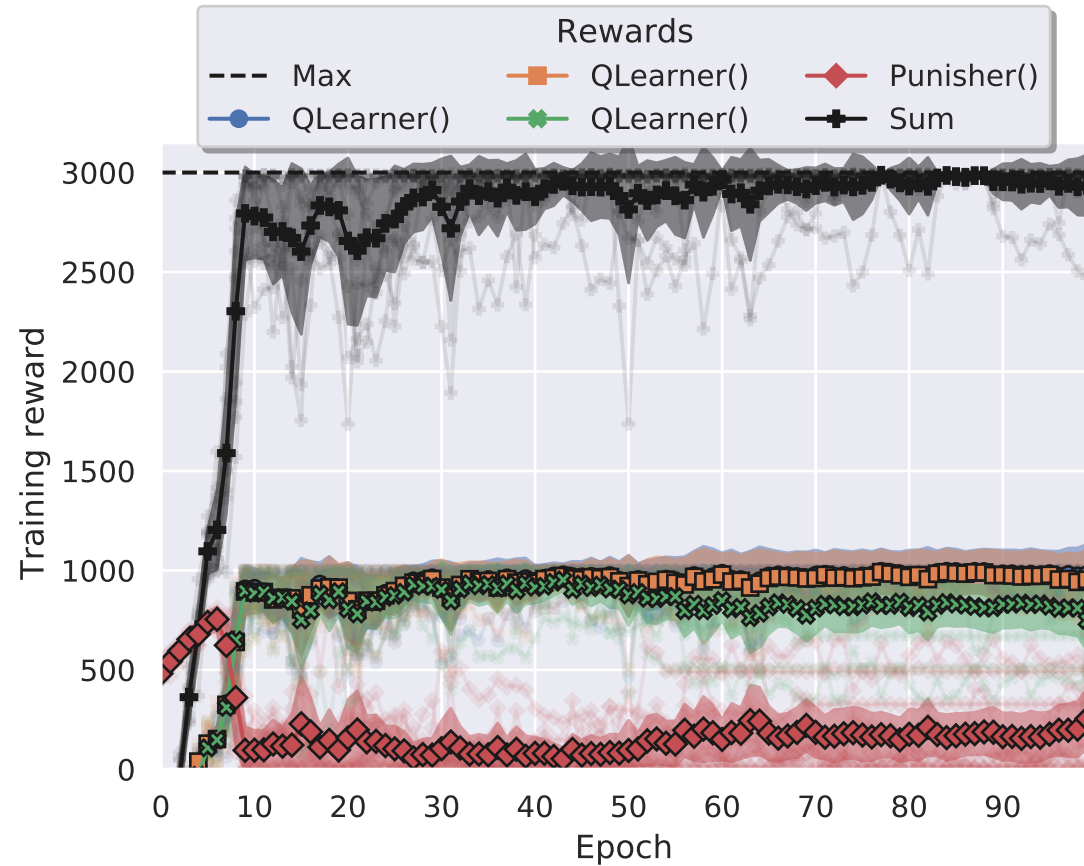 Rewards
Max QLearner() Punisher()
QLearner() QLearner() Sum
3000
2500
2000
1500
1000
500
0
Training reward
0 10 20 30 40 50 60 70 80 90
Epoch